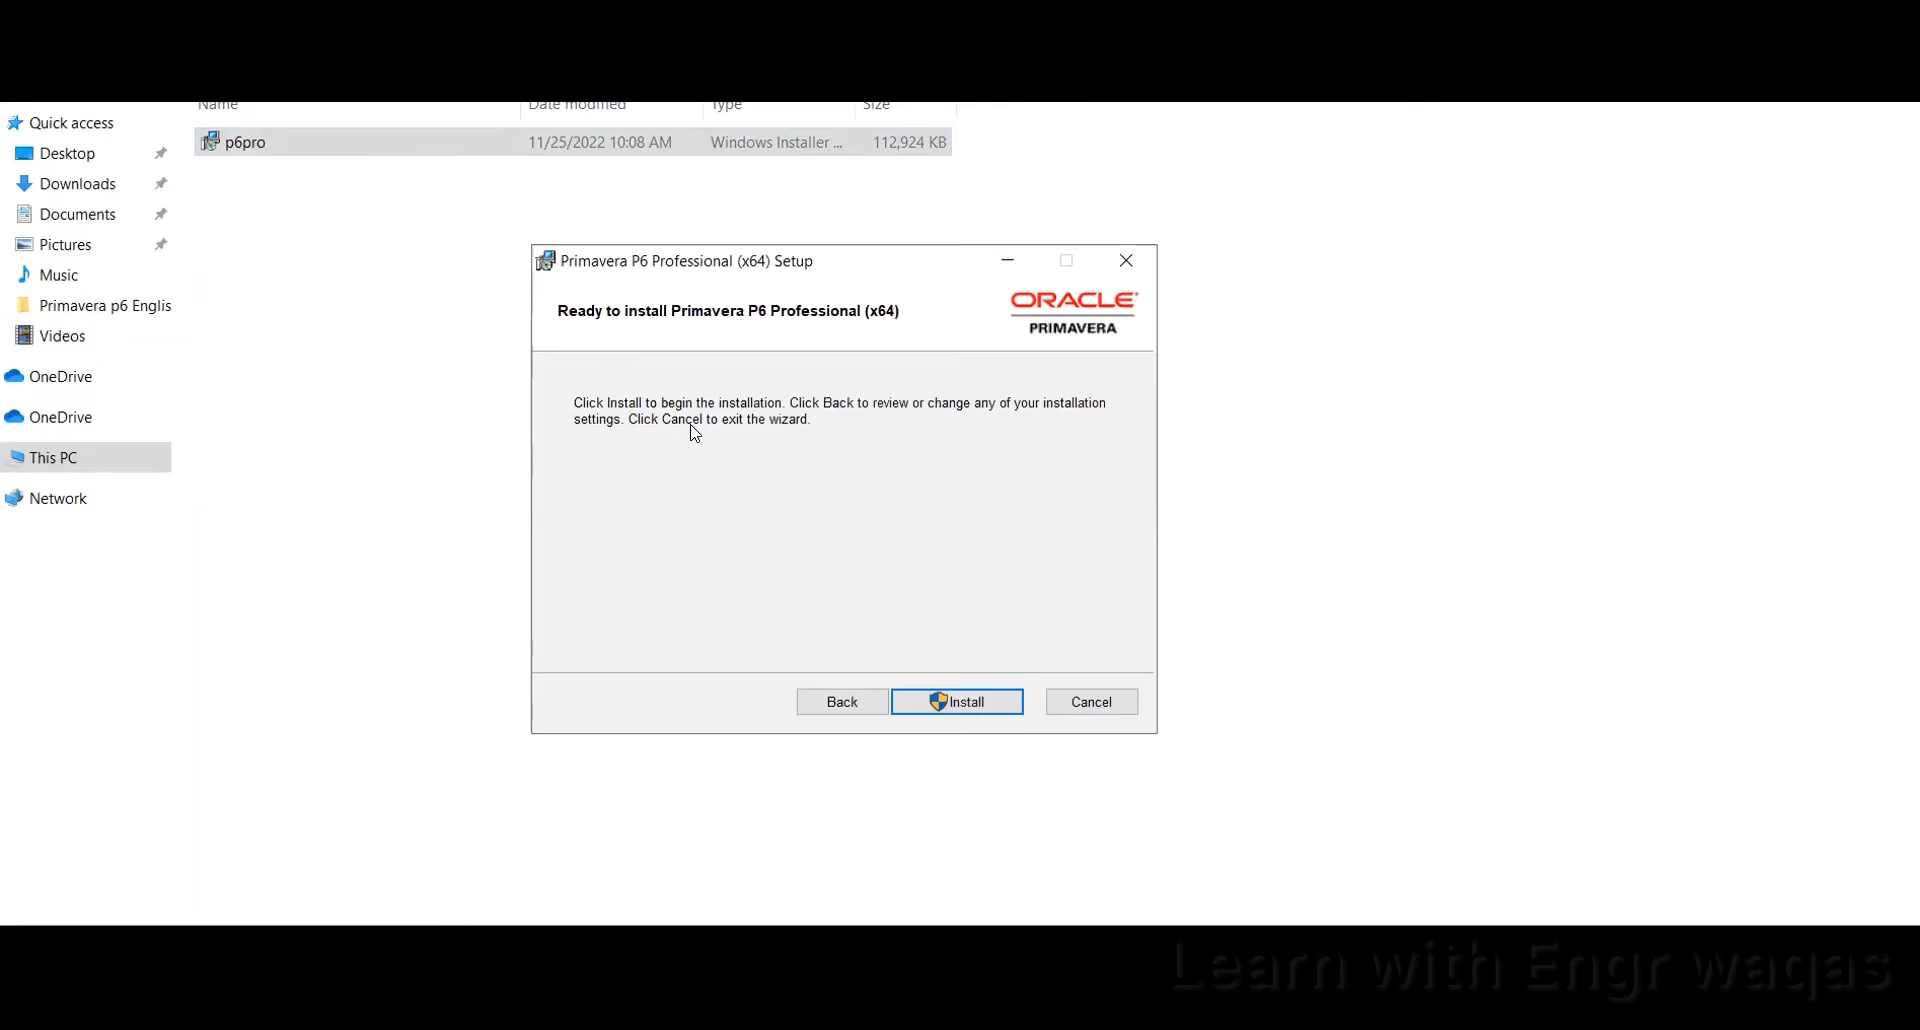 Name Date modified Type Size
Quick access
p6pro 11/25/2022 10:08 AM Windows Installer ... 112,924 KB
Desktop
Downloads
Documents
Pictures
Music
Primavera p6 Englis
Videos
OneDrive
OneDrive
This PC
Network
Primavera P6 Professional (x64) Setup
Ready to install Primavera P6 Professional (x64)
ORACLE
PRIMAVERA
Click Install to begin the installation. Click Back to review or change any of your installation
settings. Click Cancel to exit the wizard.
Back Install Cancel
Learn with Engr waqas